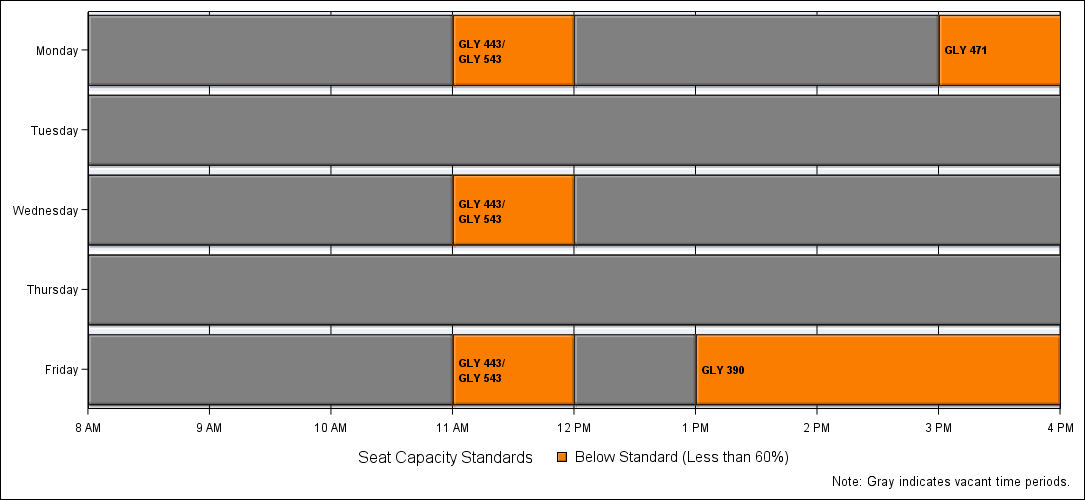 Monday
GLY 443/
GLY 543
GLY 471
Tuesday
Wednesday
GLY 443/
GLY 543
Thursday
Friday
GLY 443/
GLY 543
GLY 390
8 AM 9 AM 10 AM 11 AM 12 PM 1 PM 2 PM 3 PM 4 PM
Seat Capacity Standards Below Standard (Less than 60%)
Note: Gray indicates vacant time periods.